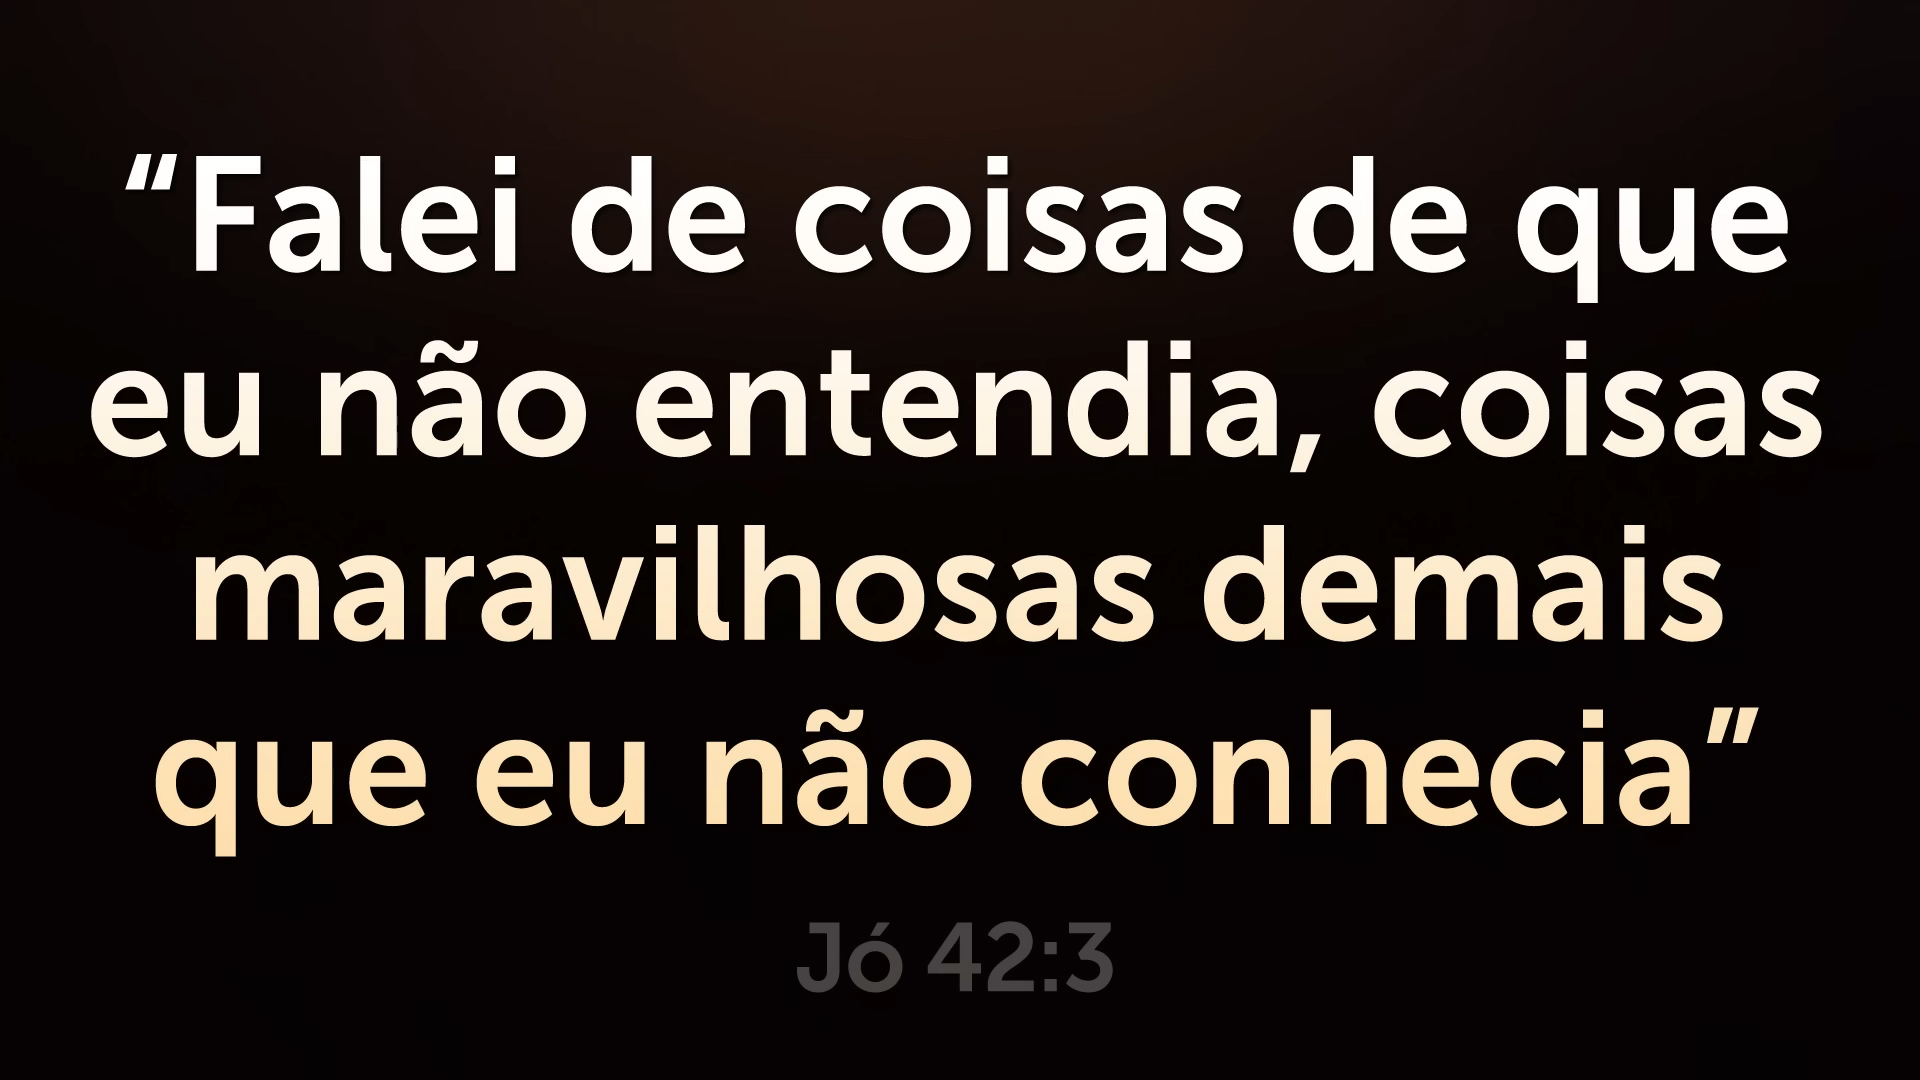 “Falei de coisas de que
eu não entendia, coisas
maravilhosas demais
que eu não conhecia”
Jó 42:3